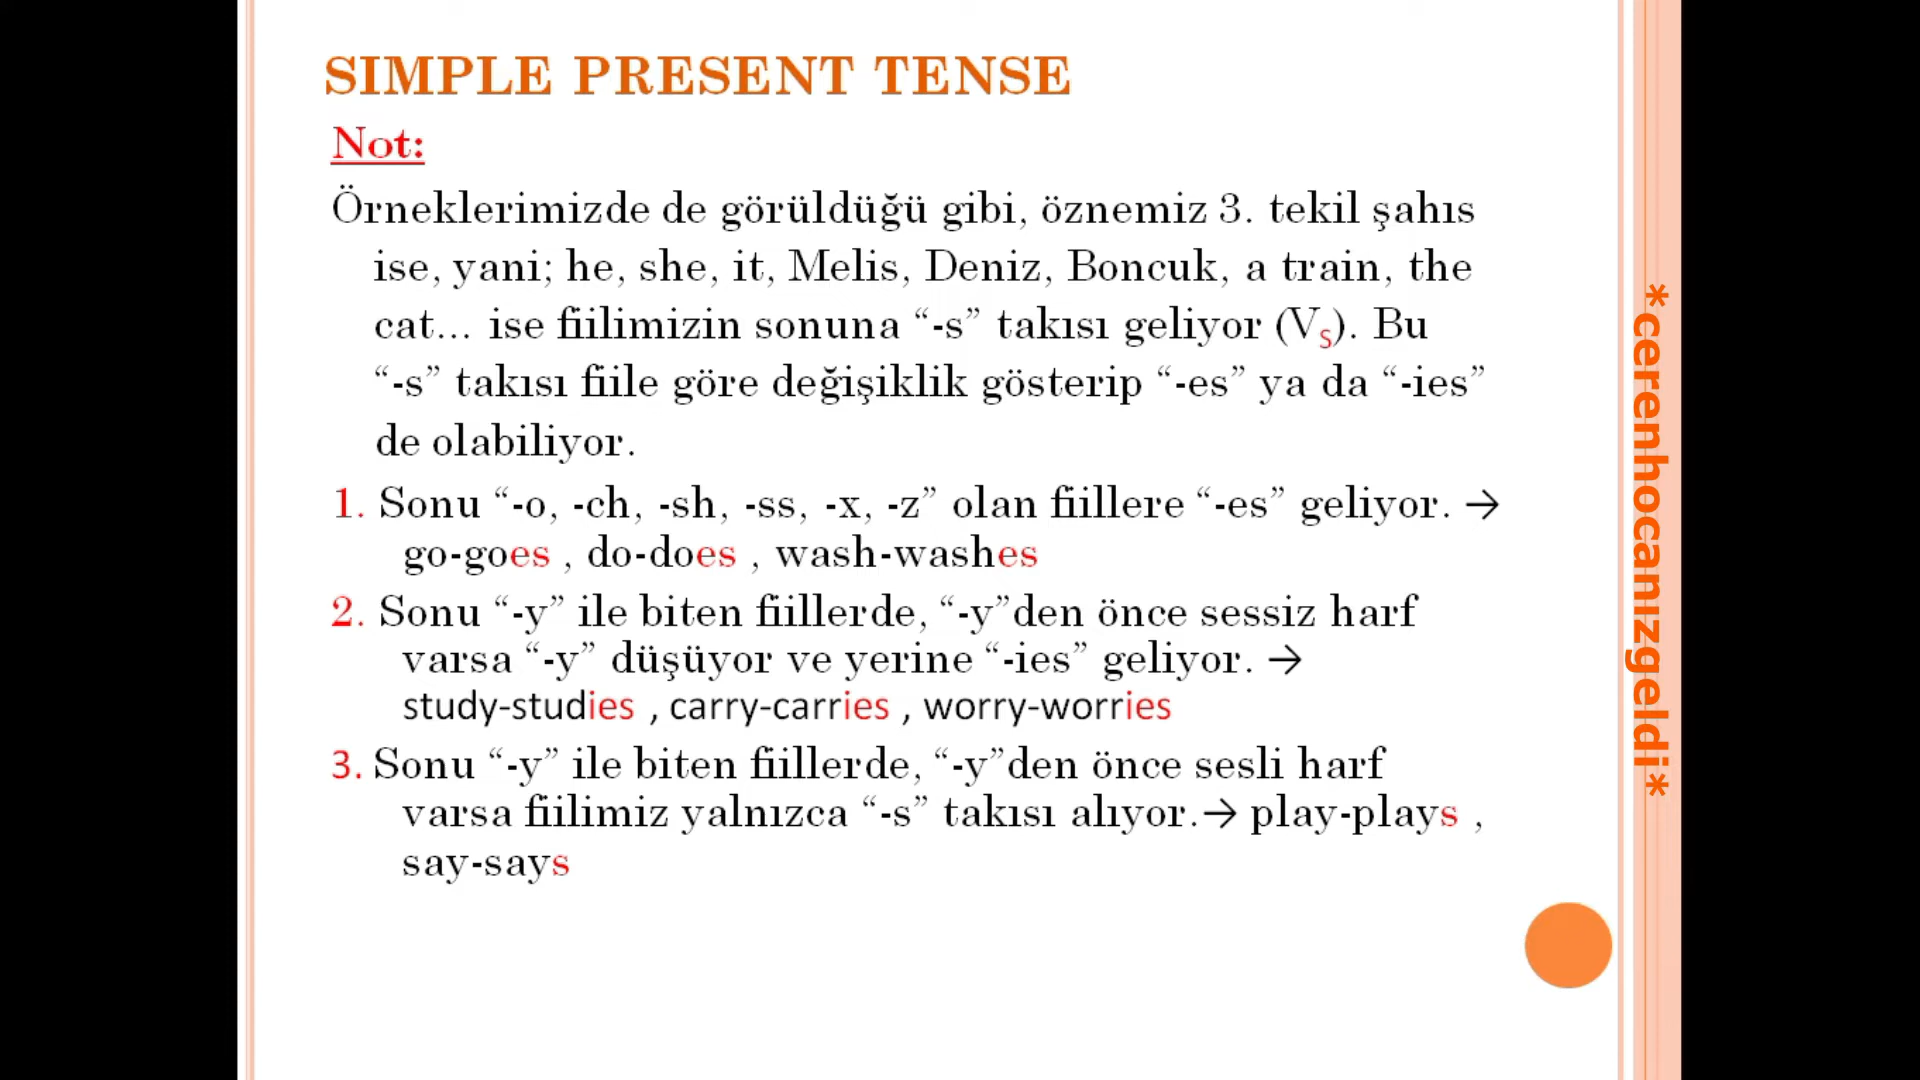 SIMPLE PRESENT TENSE
Not:
Örneklerimizde de görüldüğü gibi, öznemiz 3. tekil şahıs
ise, yani; he, she, it, Melis, Deniz, Boncuk, a train, the
cat... ise fiilimizin sonuna “-s” takısı geliyor (Vs). Bu
“-s” takısı fiile göre değişiklik gösterip “-es” ya da “-ies”
de olabiliyor.
1. Sonu “-o, -ch, -sh, -ss, -x, -z” olan fiillere “-es” geliyor. →
go-goes , do-does , wash-washes
2. Sonu “-y” ile biten fiillerde, “-y”den önce sessiz harf
varsa “-y” düşüyor ve yerine “-ies” geliyor. →
study-studies , carry-carries , worry-worries
3. Sonu “-y” ile biten fiillerde, “-y”den önce sesli harf
varsa fiilimiz yalnızca “-s” takısı alıyor.→ play-plays ,
say-says
*cerenhocanızgeldi*